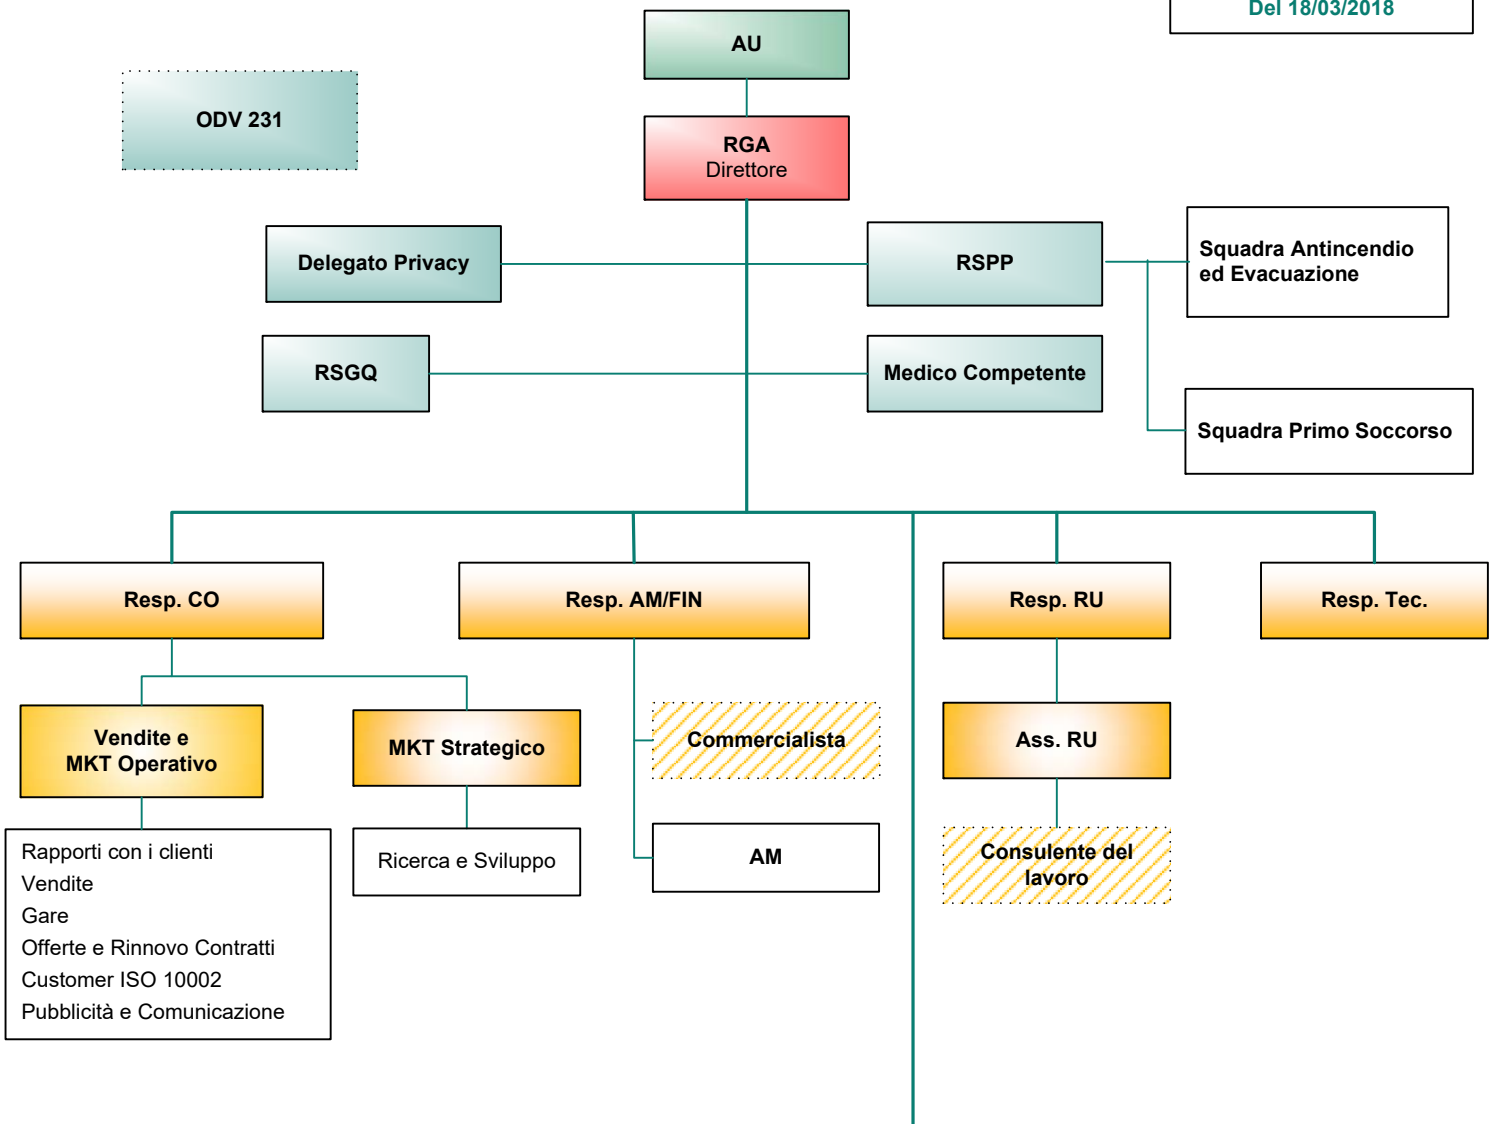 Del 18/03/2018
AU
ODV 231
RGA
Direttore
Delegato Privacy
RSPP
Squadra Antincendio
ed Evacuazione
RSGQ
Medico Competente
Squadra Primo Soccorso
Resp. CO
Resp. AM/FIN
Resp. RU
Resp. Tec.
Vendite e
MKT Operativo
MKT Strategico
Commercialista
Ass. RU
Rapporti con i clienti
Vendite
Gare
Offerte e Rinnovo Contratti
Customer ISO 10002
Pubblicità e Comunicazione
Ricerca e Sviluppo
AM
Consulente del
lavoro